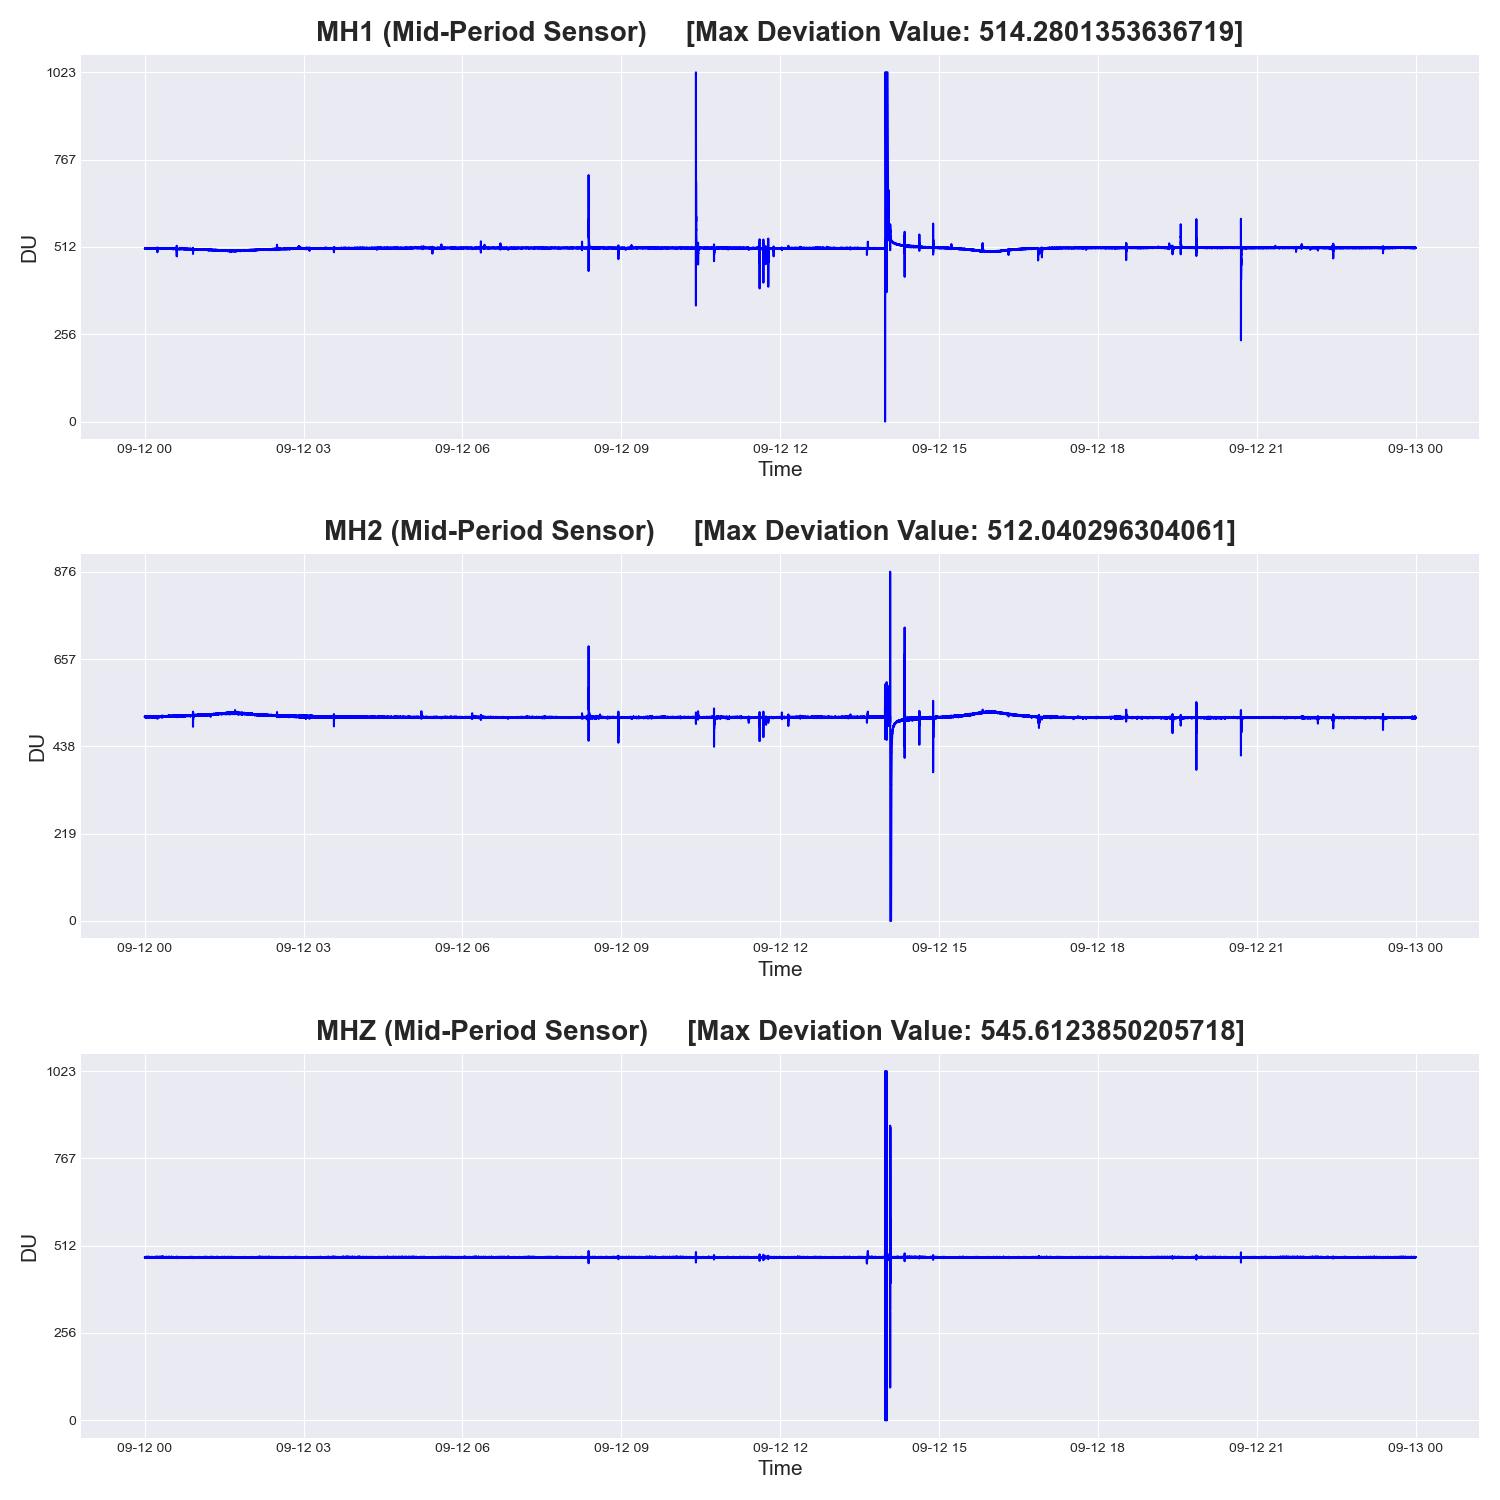 MH1 (Mid-Period Sensor) [Max Deviation Value: 514.2801353636719]
1023
767
512
256
0
DU
09-12 00 09-12 03 09-12 06 09-12 09 09-12 12 09-12 15 09-12 18 09-12 21 09-13 00
Time
MH2 (Mid-Period Sensor) [Max Deviation Value: 512.040296304061]
876
657
438
219
0
DU
09-12 00 09-12 03 09-12 06 09-12 09 09-12 12 09-12 15 09-12 18 09-12 21 09-13 00
Time
MHZ (Mid-Period Sensor) [Max Deviation Value: 545.6123850205718]
1023
767
512
256
0
DU
09-12 00 09-12 03 09-12 06 09-12 09 09-12 12 09-12 15 09-12 18 09-12 21 09-13 00
Time